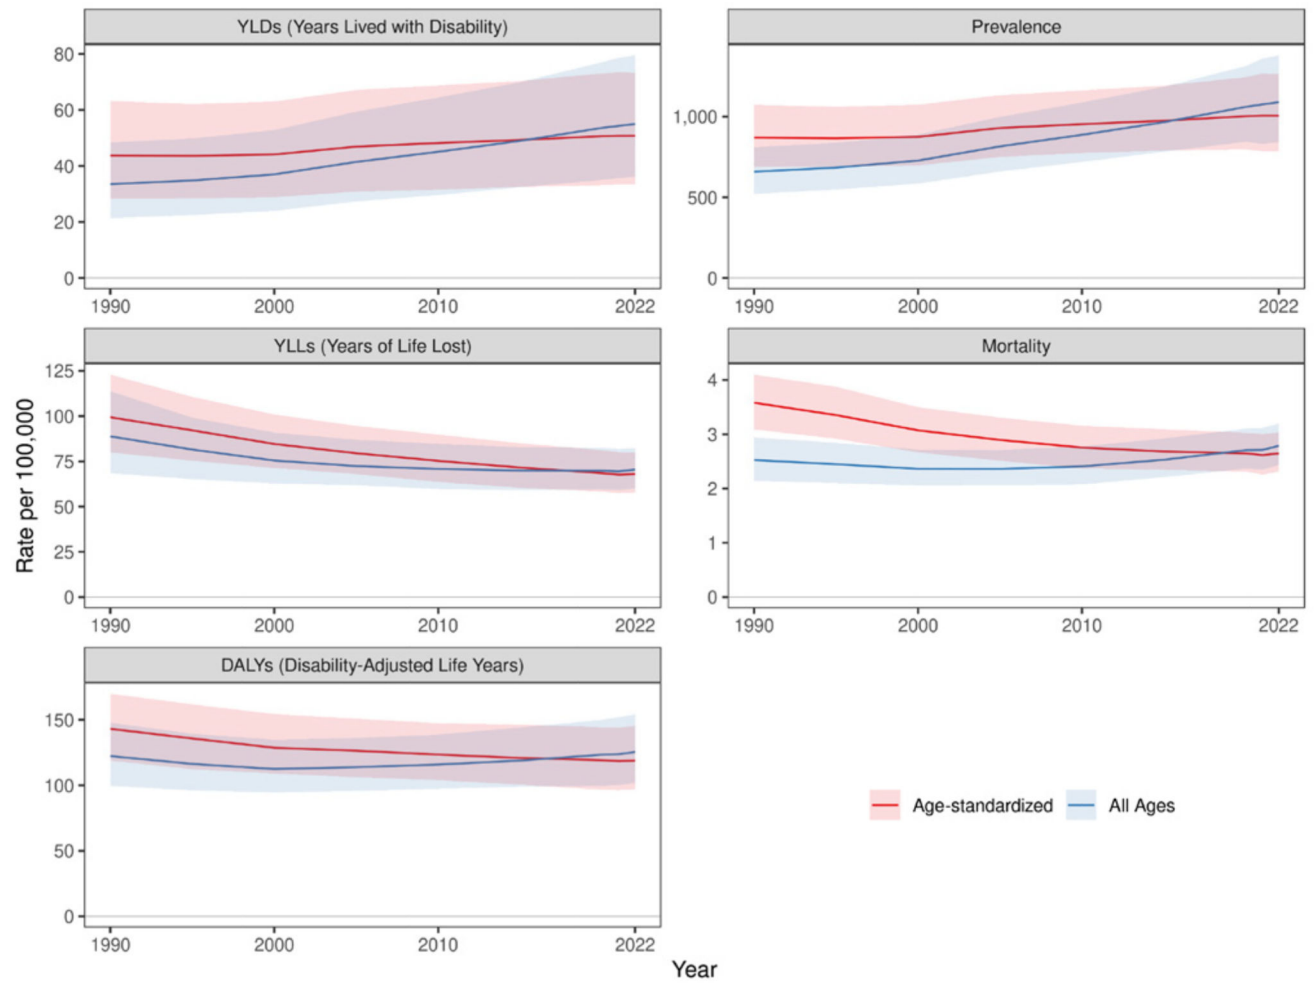 YLDs (Years Lived with Disability)
80
60
40
20
0
1990 2000 2010 2022
Prevalence
1,000
500
0
1990 2000 2010 2022
Rate per 100,000
YLLs (Years of Life Lost)
125
100
75
50
25
0
1990 2000 2010 2022
Mortality
4
3
2
1
0
1990 2000 2010 2022
DALYs (Disability-Adjusted Life Years)
150
100
50
0
1990 2000 2010 2022
Age-standardized All Ages
Year